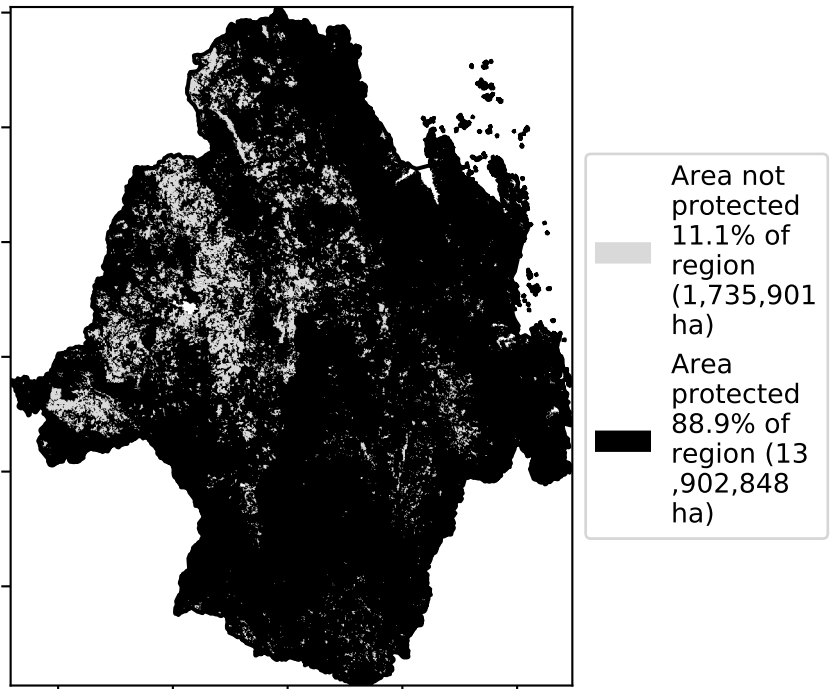 Area not
protected
11.1% of
region
(1,735,901
ha)
Area
protected
88.9% of
region (13
,902,848
ha)